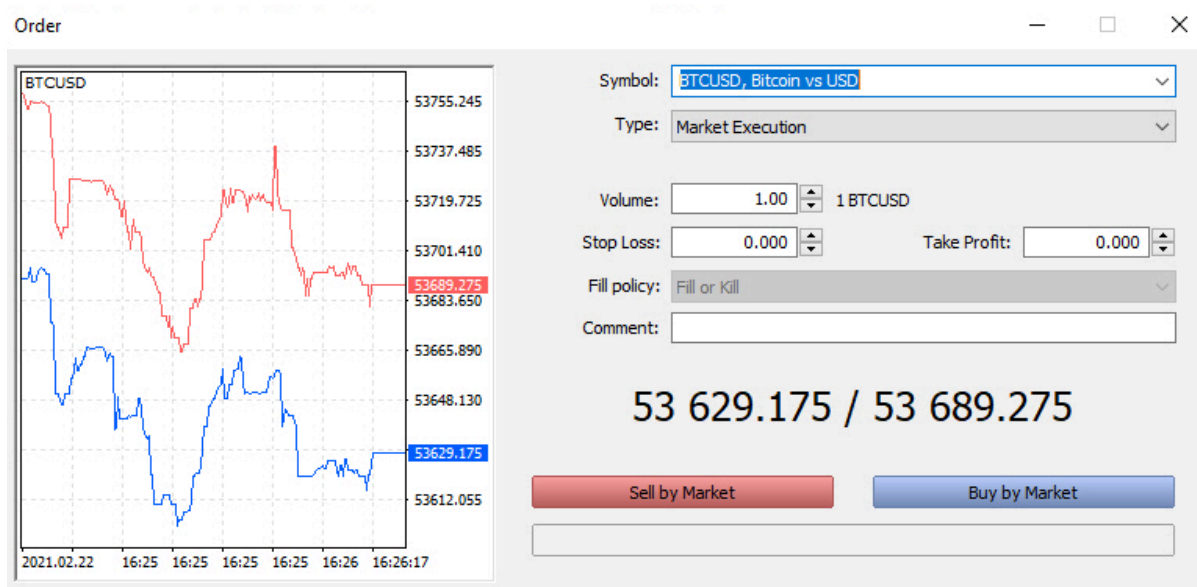 Order
BTCUSD
53755.245
53737.485
53719.725
53701.410
53689.275
53683.650
53665.890
53648.130
53629.175
53612.055
2021.02.22 16:25 16:25 16:25 16:25 16:26 16:26:17
Symbol: BTCUSD, Bitcoin vs USD
Type: Market Execution
Volume: 1.00 1 BTCUSD
Stop Loss: 0.000 Take Profit: 0.000
Fill policy: Fill or Kill
Comment:
53 629.175 / 53 689.275
Sell by Market Buy by Market